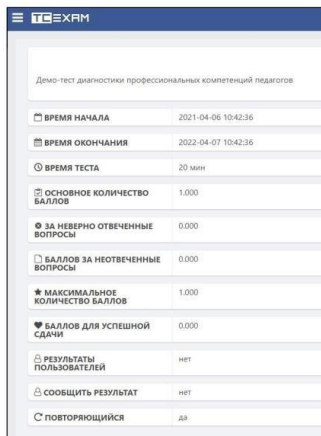 TCEXAM
Демо-тест диагностики профессиональных компетенций педагогов
ВРЕМЯ НАЧАЛА 2021-04-06 10:42:36
ВРЕМЯ ОКОНЧАНИЯ 2022-04-07 10:42:36
ВРЕМЯ ТЕСТА 20 мин
ОСНОВНОЕ КОЛИЧЕСТВО 1.000
БАЛЛОВ
ЗА НЕВЕРНО ОТВЕЧЕННЫЕ 0.000
ВОПРОСЫ
БАЛЛОВ ЗА НЕОТВЕЧЕННЫЕ 0.000
ВОПРОСЫ
МАКСИМАЛЬНОЕ 1.000
КОЛИЧЕСТВО БАЛЛОВ
БАЛЛОВ ДЛЯ УСПЕШНОЙ 0.000
СДАЧИ
РЕЗУЛЬТАТЫ нет
ПОЛЬЗОВАТЕЛЕЙ
СООБЩИТЬ РЕЗУЛЬТАТ нет
ПОВТОРЯЮЩИЙСЯ да